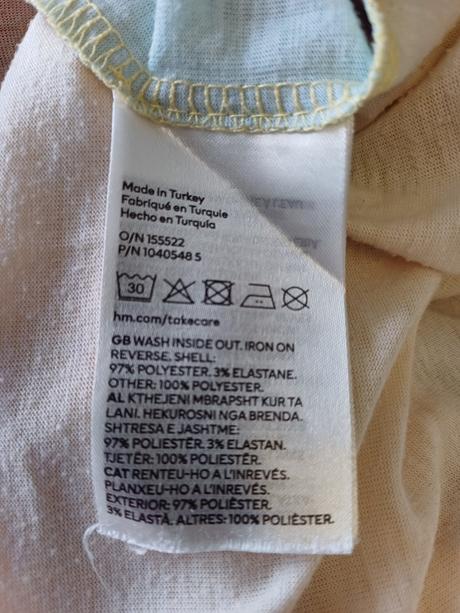 Made in Turkey
Fabriqué en Turquie
Hecho en Turquía
O/N 155522
P/N 1040548 5
30
hm.com/takecare
GB WASH INSIDE OUT. IRON ON
REVERSE. SHELL:
97% POLYESTER. 3% ELASTANE.
OTHER: 100% POLYESTER.
AL KTHEJENI MBRAPSHT KUR TA
LANI. HEKUROSNI NGA BRENDA.
SHTRESA E JASHTME:
97% POLIESTËR. 3% ELASTAN.
TJETËR: 100% POLIESTËR.
CAT RENTEU-HO A L'INREVÉS.
PLANXEU-HO A L'INREVÉS.
EXTERIOR: 97% POLIÈSTER.
3% ELASTÀ. ALTRES: 100% POLIÈSTER.